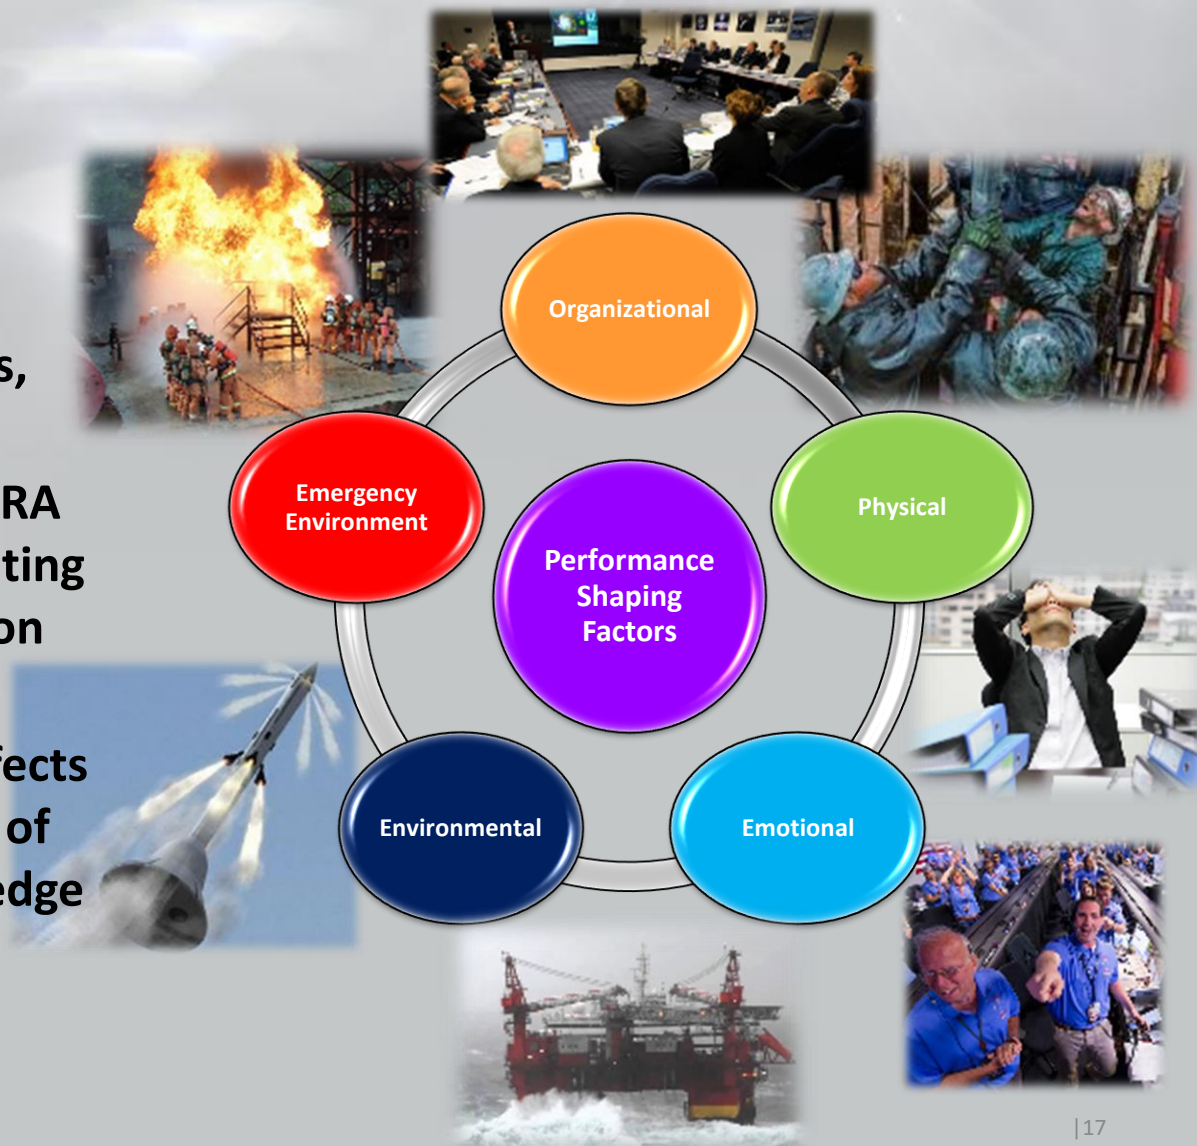 s,
RA
ting
on
fects
of
edge
Organizational
Emergency
Environment
Physical
Performance
Shaping
Factors
Environmental
Emotional
|17